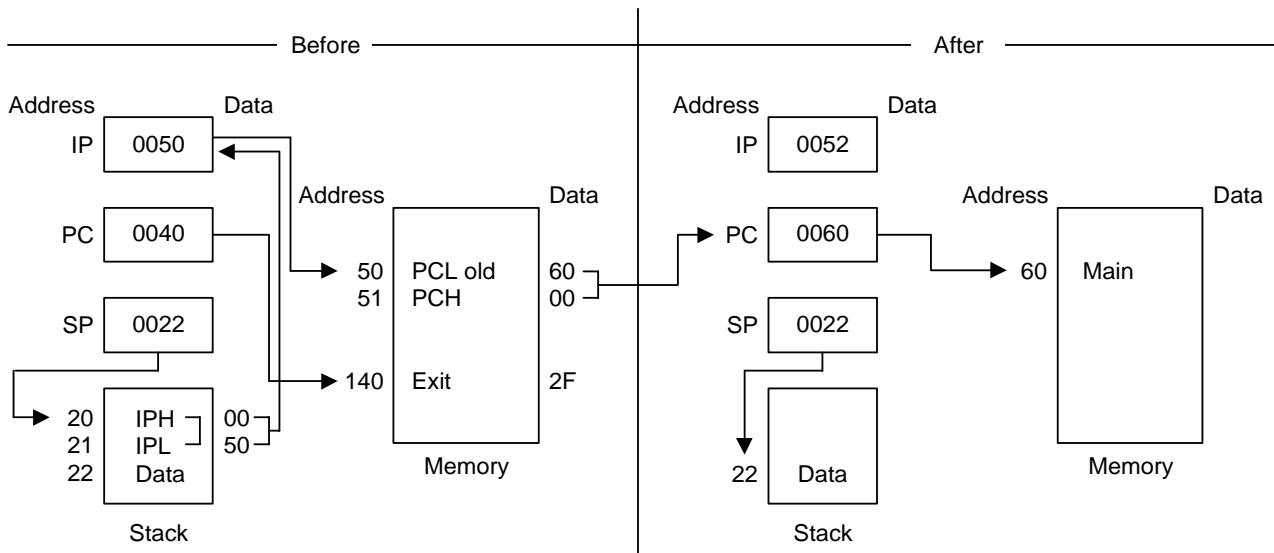 Before
After
Address Data
IP 0050
PC 0040
SP 0022
20 IPH 00
21 IPL 50
22 Data
Stack
Address Data
50 PCL old 60
51 PCH 00
140 Exit 2F
Memory
Address Data
IP 0052
PC 0060
SP 0022
22 Data
Stack
Address Data
60 Main
Memory